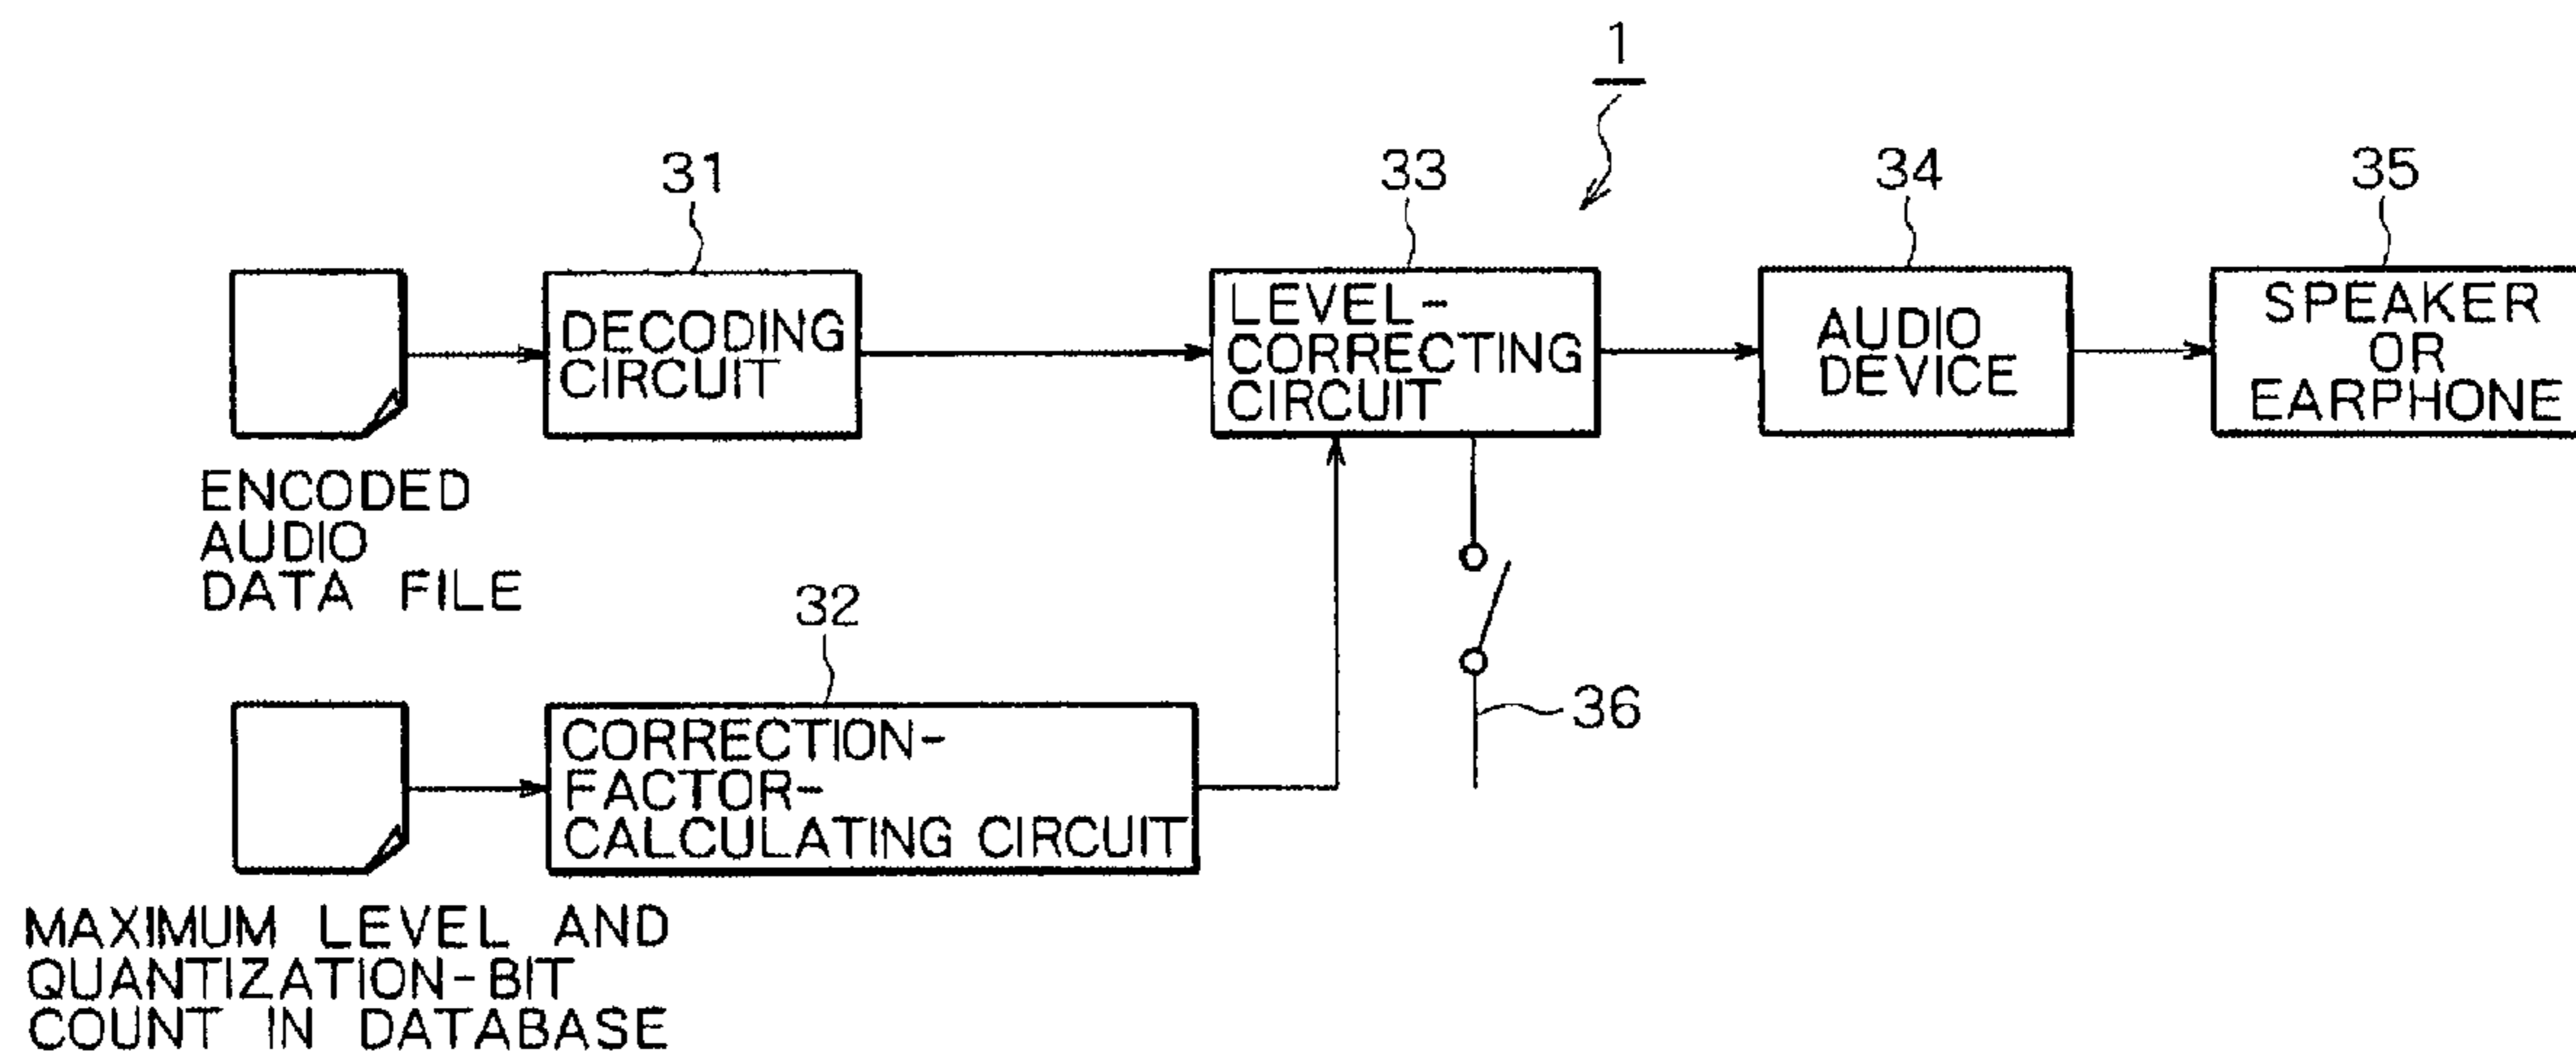 1
31
33
34
35
DECODING
CIRCUIT
LEVEL-
CORRECTING
CIRCUIT
AUDIO
DEVICE
SPEAKER
OR
EARPHONE
ENCODED
AUDIO
DATA FILE
32
36
CORRECTION-
FACTOR-
CALCULATING CIRCUIT
MAXIMUM LEVEL AND
QUANTIZATION-BIT
COUNT IN DATABASE